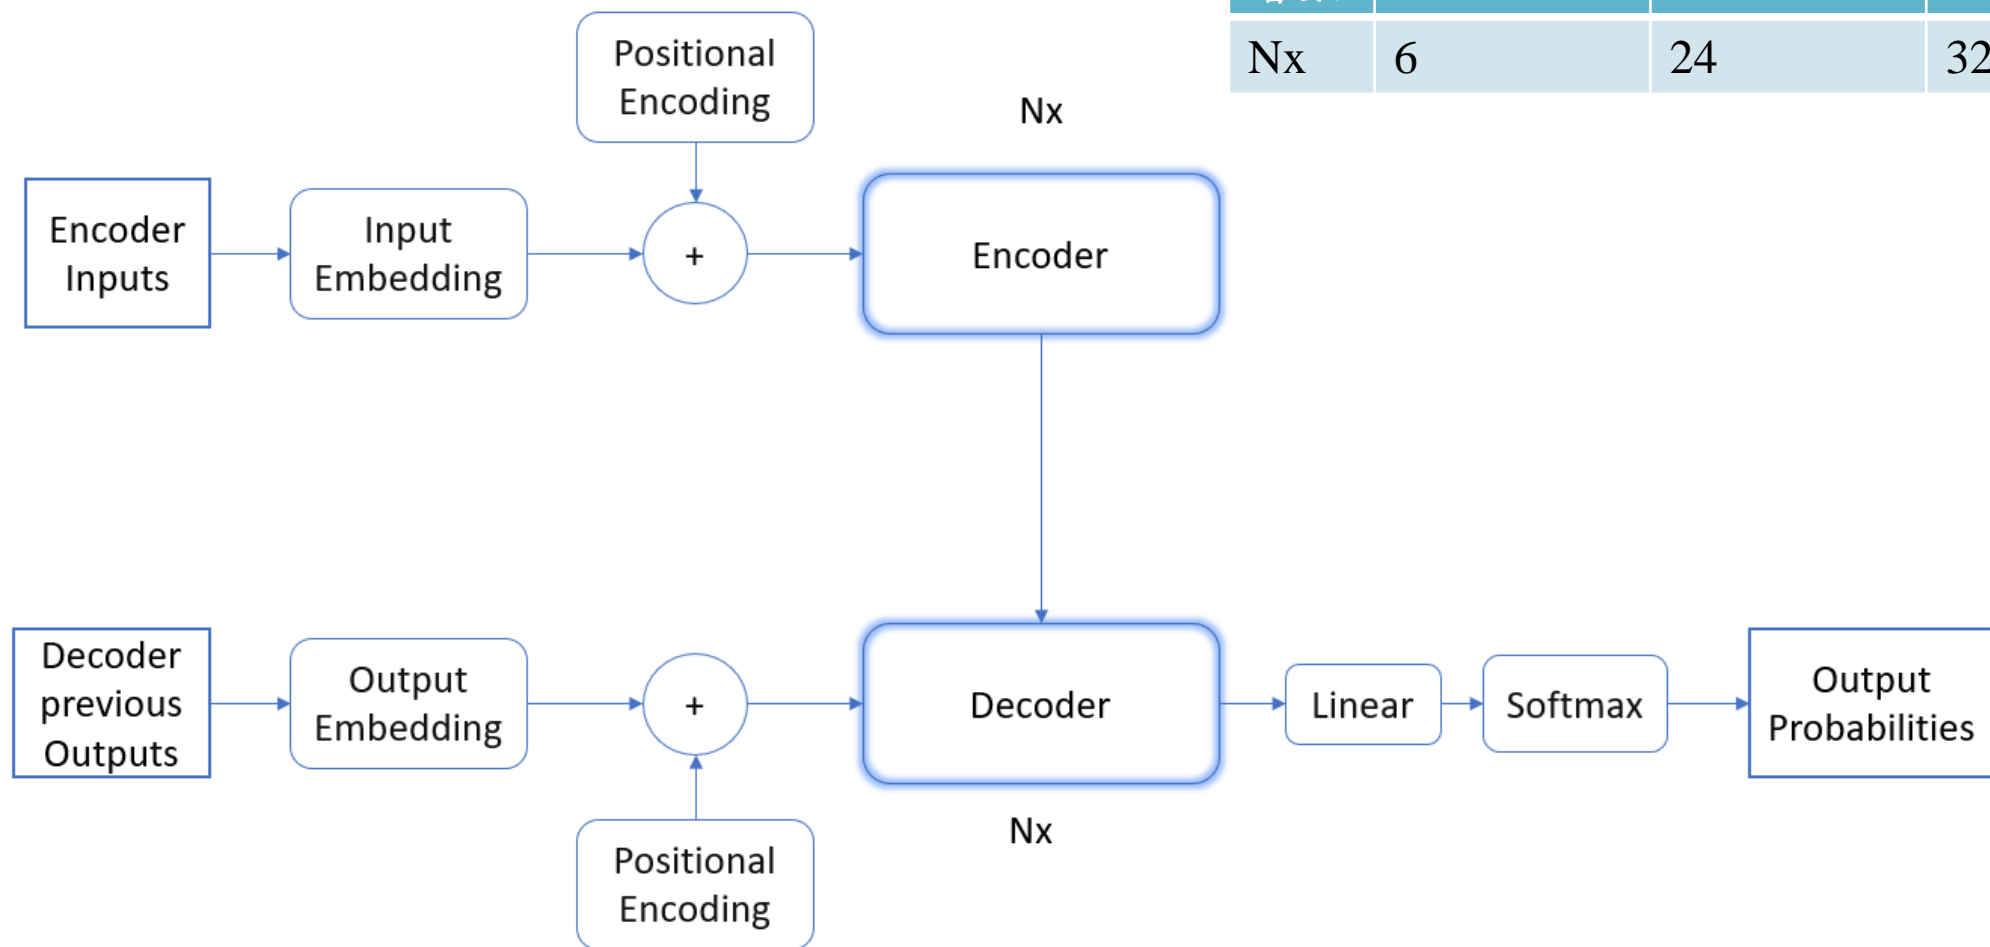 Nx 6 24 32
Positional
Encoding
Nx
Encoder
Inputs
Input
Embedding
+
Encoder
Decoder
previous
Outputs
Output
Embedding
+
Decoder
Linear
Softmax
Output
Probabilities
Nx
Positional
Encoding